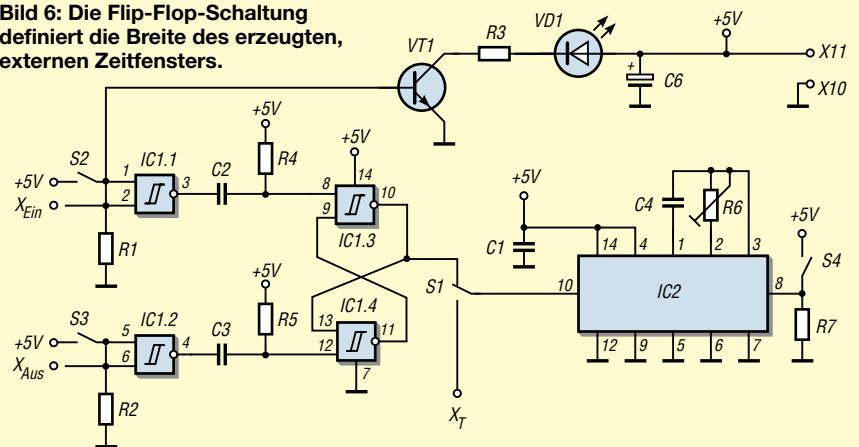 Bild 6: Die Flip-Flop-Schaltung
definiert die Breite des erzeugten,
externen Zeitfensters.
VT1
R3
VD1
+5V
X11
+
C6
X10
+5V
S2
XEin
1
2
IC1.1
3
C2
+5V
R4
R1
+5V
14
8
9
10
IC1.3
+5V
S3
XAus
5
6
IC1.2
4
C3
+5V
R5
R2
IC1.4
13
12
11
7
S1
XT
+5V
C1
C4
R6
14
4
1
2
3
10
IC2
8
12
9
5
6
7
+5V
S4
R7